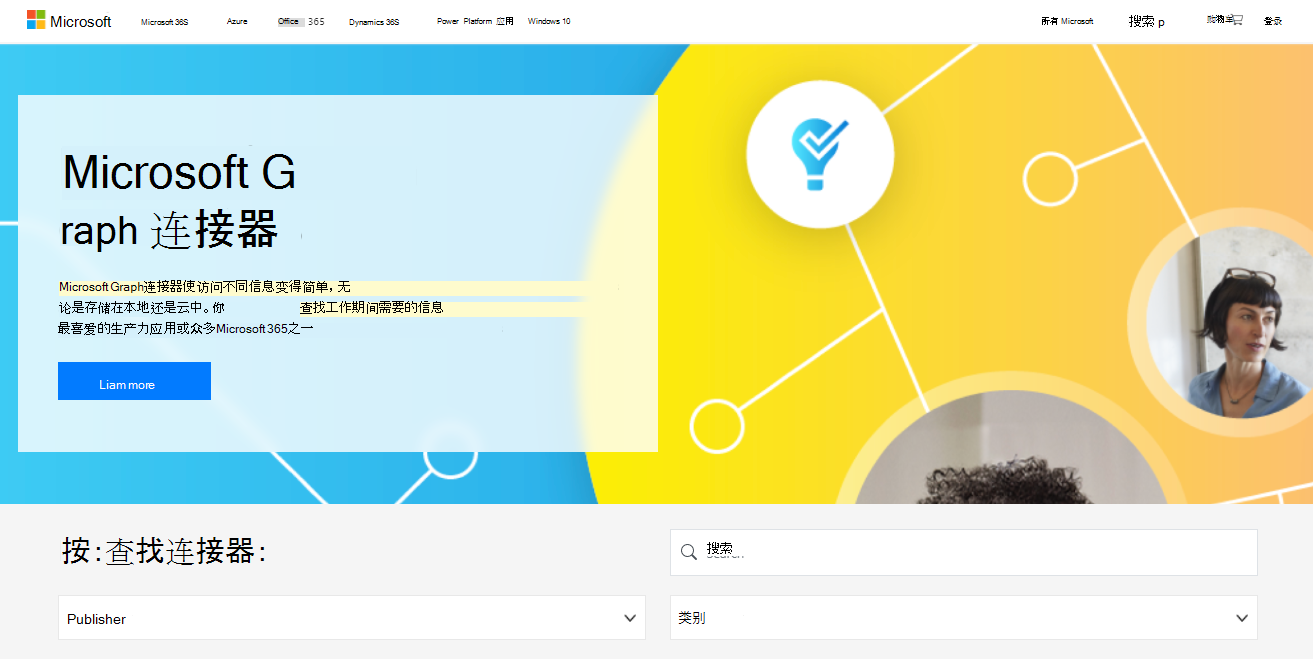 Microsoft Microsoft 36S Azure Office 365 Dynamics 36S Power Platform 应用 Windows 10 所有 Microsoft 搜索 p 购物车 登录
Microsoft G
raph 连接器
Microsoft Graph连接器使访问不同信息变得简单，无
论是存储在本地还是云中。你 查找工作期间需要的信息
最喜爱的生产力应用或众多Microsoft 365之一
Liam more
按:查找连接器:
搜索
Publisher 类别